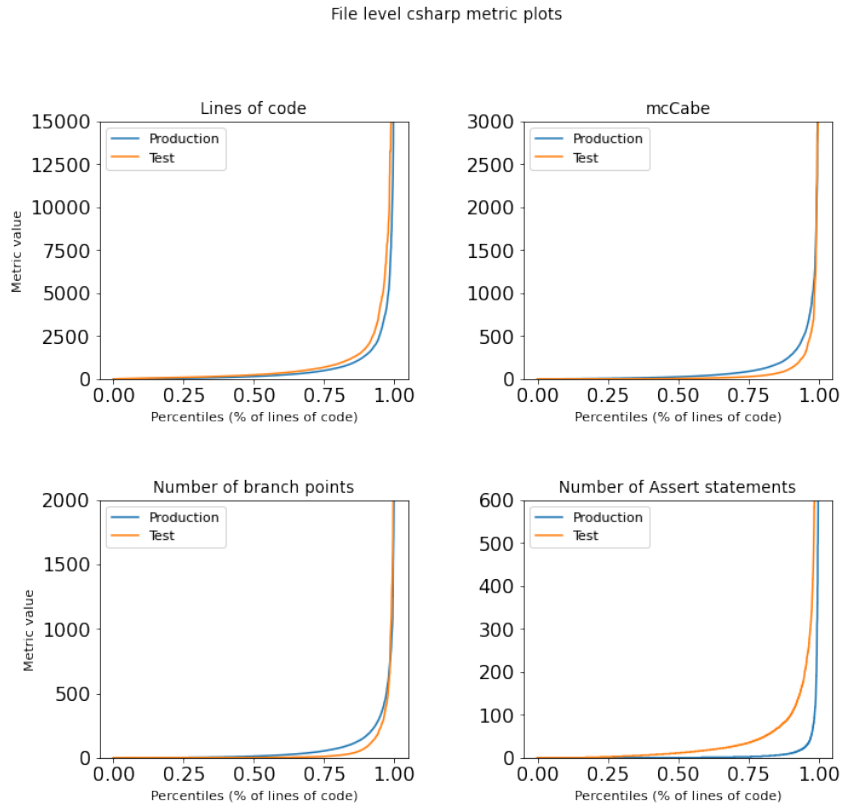 File level csharp metric plots
Lines of code
Metric value
15000
12500
10000
7500
5000
2500
0
Production
Test
0.00 0.25 0.50 0.75 1.00
Percentiles (% of lines of code)
mcCabe
3000
2500
2000
1500
1000
500
0
Production
Test
0.00 0.25 0.50 0.75 1.00
Percentiles (% of lines of code)
Number of branch points
Metric value
2000
1500
1000
500
0
Production
Test
0.00 0.25 0.50 0.75 1.00
Percentiles (% of lines of code)
Number of Assert statements
600
500
400
300
200
100
0
Production
Test
0.00 0.25 0.50 0.75 1.00
Percentiles (% of lines of code)